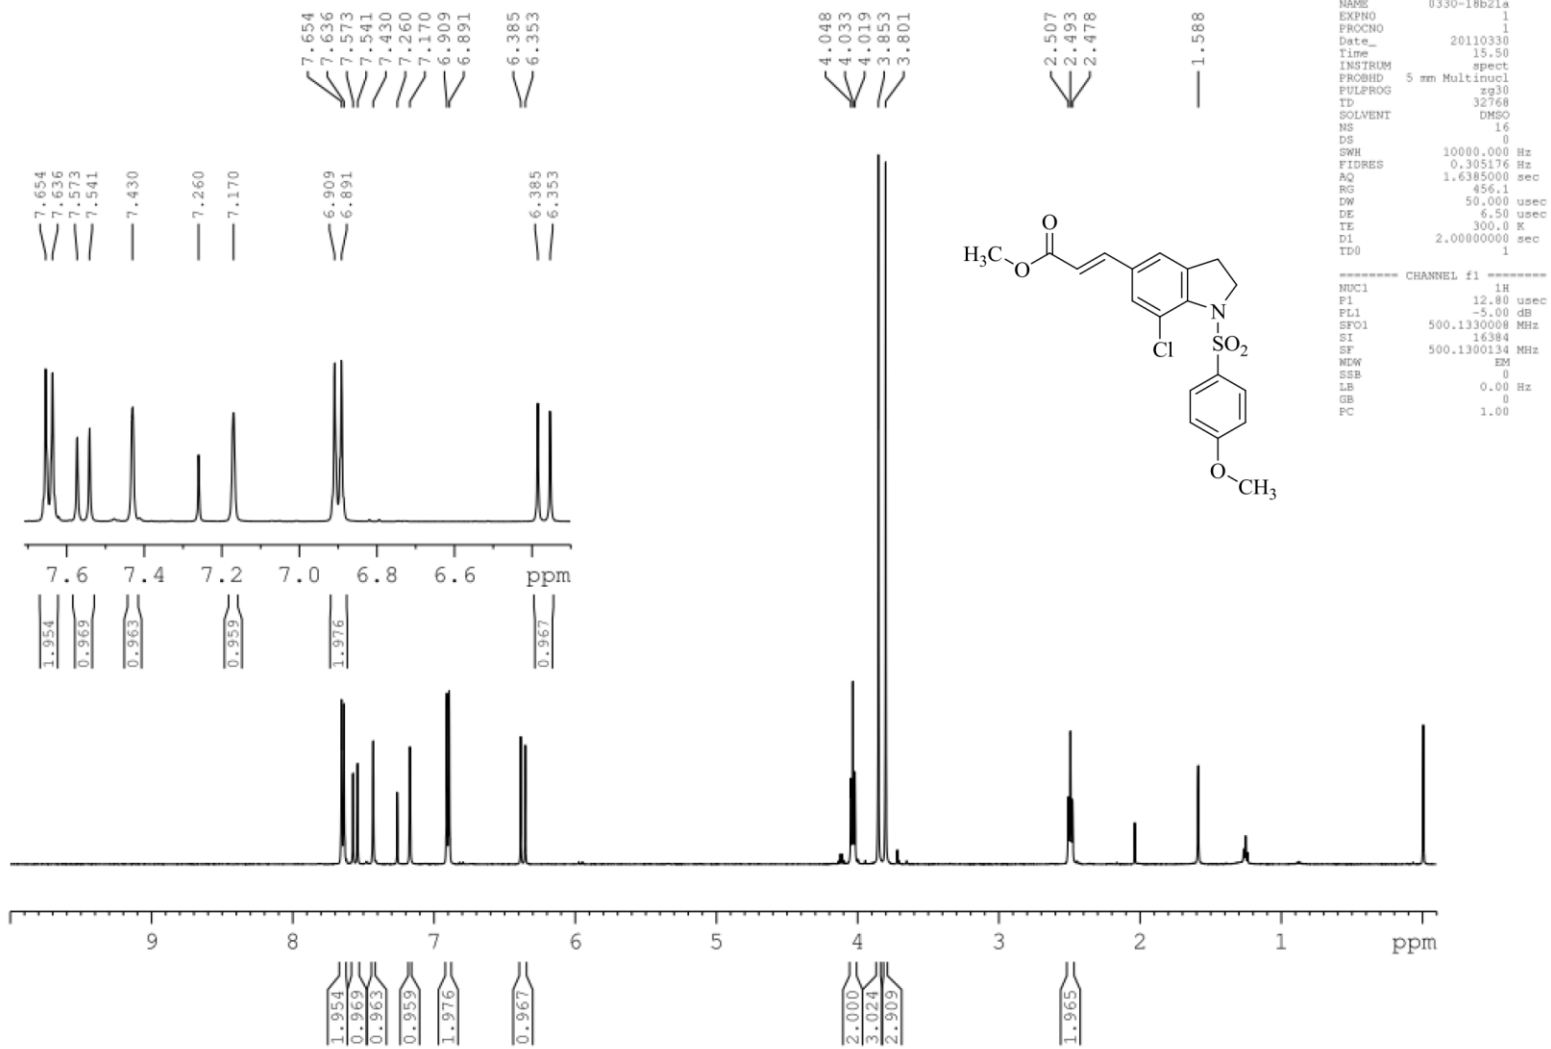 7.654
7.636
7.573
7.541
7.430
7.260
7.170
6.909
6.891
6.385
6.353
4.048
4.033
4.019
3.853
3.801
2.507
2.493
2.478
1.588
NAME 0330-18b21a
EXPNO 1
PROCNO 1
Date_ 20110330
Time 15.50
INSTRUM spect
PROBHD 5 mm Multinucl
PULPROG zg30
TD 32768
SOLVENT DMSO
NS 16
DS 0
SWH 10000.000 Hz
FIDRES 0.305176 Hz
AQ 1.6385000 sec
RG 456.1
DW 50.000 usec
DE 6.50 usec
TE 300.0 K
D1 2.00000000 sec
TD0 1
======== CHANNEL f1 ========
NUC1 1H
P1 12.80 usec
PL1 -5.00 dB
SFO1 500.1330008 MHz
SI 16384
SF 500.1300134 MHz
WDW EM
SSB 0
LB 0.00 Hz
GB 0
PC 1.00
7.654
7.636
7.573
7.541
7.430
7.260
7.170
6.909
6.891
6.385
6.353
O
H3C
O
N
Cl
SO2
O
CH3
7.6 7.4 7.2 7.0 6.8 6.6 ppm
1.954
0.969
0.963
0.959
1.976
0.967
9 8 7 6 5 4 3 2 1 ppm
1.954
0.969
0.963
0.959
1.976
0.967
2.000
3.024
2.909
1.965